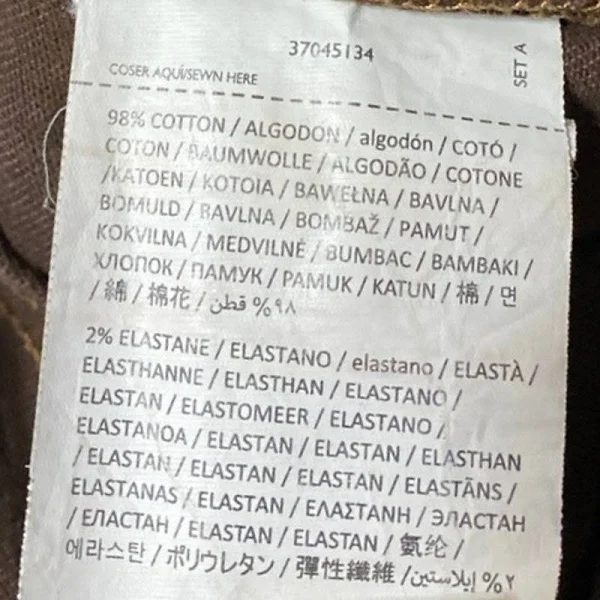 37045134
SET A
COSER AQUÍ/SEWN HERE
98% COTTON / ALGODON / algodón / COTÓ /
COTON / BAUMWOLLE / ALGODÃO / COTONE
/KATOEN / KOTOIA / BAWEŁNA / BAVLNA /
BOMULD / BAVLNA / BOMBAŽ / PAMUT /
KOKVILNA / MEDVILNĖ / BUMBAC / BAMBAKI /
ХЛОПОК / ПАМУК / PAMUK / KATUN / 棉 / 면
/ 綿 / 棉花 / قطن %٩٨
2% ELASTANE / ELASTANO / elastano / ELASTÀ /
ELASTHANNE / ELASTHAN / ELASTANO /
ELASTAN / ELASTOMEER / ELASTANO /
ELASTANOA / ELASTAN / ELASTAN / ELASTHAN
/ ELASTAN / ELASTAN / ELASTAN / ELASTĀNS /
ELASTANAS / ELASTAN / ΕΛΑΣΤΑΝΗ / ЭЛАСТАН
/ ЕЛАСТАН / ELASTAN / ELASTAN / 氨纶 /
에라스탄 / ポリウレタン / 彈性纖維 / إيلاستين %٢